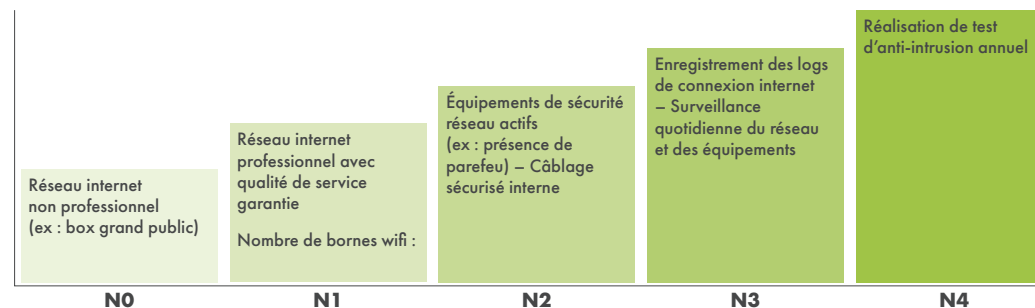 Réseau internet
non professionnel
(ex : box grand public)
Réseau internet
professionnel avec
qualité de service
garantie
Nombre de bornes wifi :
Équipements de sécurité
réseau actifs
(ex : présence de
parefeu) – Câblage
sécurisé interne
Enregistrement des logs
de connexion internet
– Surveillance
quotidienne du réseau
et des équipements
Réalisation de test
d’anti-intrusion annuel
N0
N1
N2
N3
N4